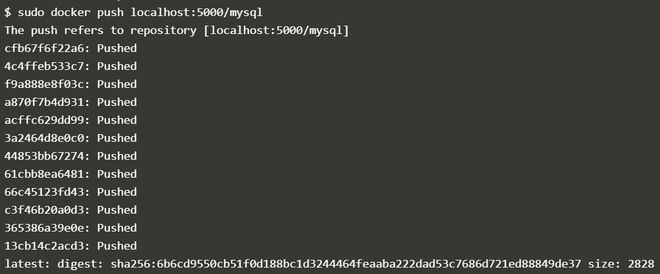 $ sudo docker push localhost:5000/mysql
The push refers to repository [localhost:5000/mysql]
cfb67f6f22a6: Pushed
4c4ffeb533c7: Pushed
f9a888e8f03c: Pushed
a870f7b4d931: Pushed
acffc629dd99: Pushed
3a2464d8e0c0: Pushed
44853bb67274: Pushed
61cbb8ea6481: Pushed
66c45123fd43: Pushed
c3f46b20a0d3: Pushed
365386a39e0e: Pushed
13cb14c2acd3: Pushed
latest: digest: sha256:6b6cd9550cb51f0d188bc1d3244464feaaba222dad53c7686d721ed88849de37 size: 2828